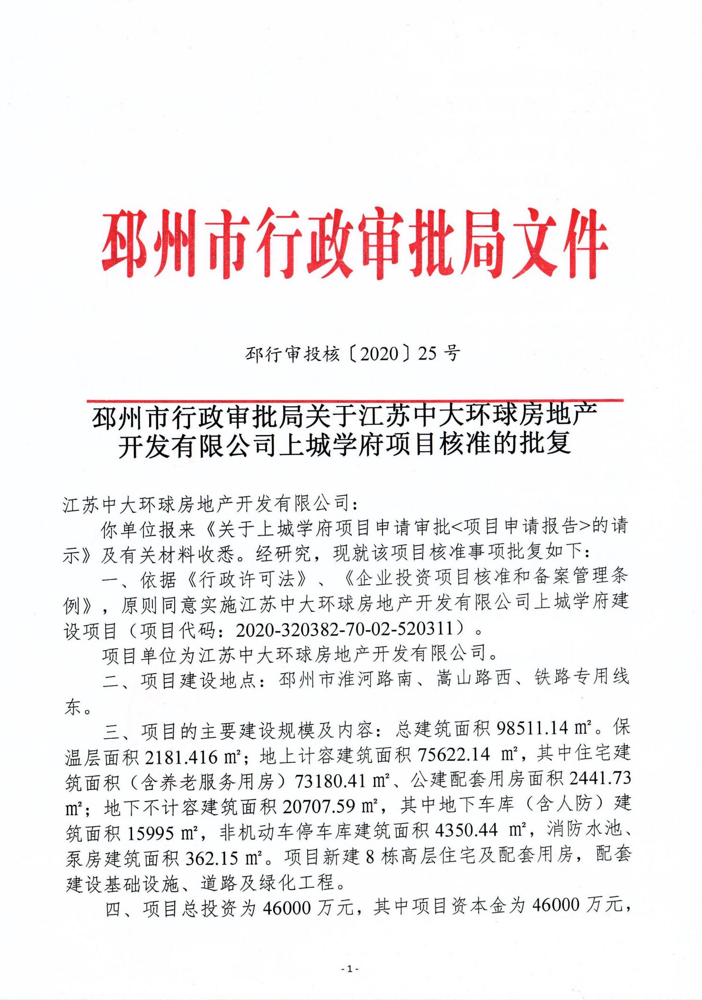 邳州市行政审批局文件
邳行审投核〔2020〕25 号
邳州市行政审批局关于江苏中大环球房地产
开发有限公司上城学府项目核准的批复
江苏中大环球房地产开发有限公司：
你单位报来《关于上城学府项目申请审批<项目申请报告>的请
示》及有关材料收悉。经研究，现就该项目核准事项批复如下：
一、依据《行政许可法》、《企业投资项目核准和备案管理条
例》，原则同意实施江苏中大环球房地产开发有限公司上城学府建
设项目（项目代码：2020-320382-70-02-520311）。
项目单位为江苏中大环球房地产开发有限公司。
二、项目建设地点：邳州市淮河路南、嵩山路西、铁路专用线
东。
三、项目的主要建设规模及内容：总建筑面积 98511.14 ㎡。保
温层面积 2181.416 ㎡；地上计容建筑面积 75622.14 ㎡，其中住宅建
筑面积（含养老服务用房）73180.41 ㎡、公建配套用房面积 2441.73
㎡；地下不计容建筑面积 20707.59 ㎡，其中地下车库（含人防）建
筑面积 15995 ㎡，非机动车停车库建筑面积 4350.44 ㎡，消防水池、
泵房建筑面积 362.15 ㎡。项目新建 8 栋高层住宅及配套用房，配套
建设基础设施、道路及绿化工程。
四、项目总投资为 46000 万元，其中项目资本金为 46000 万元，
- 1 -